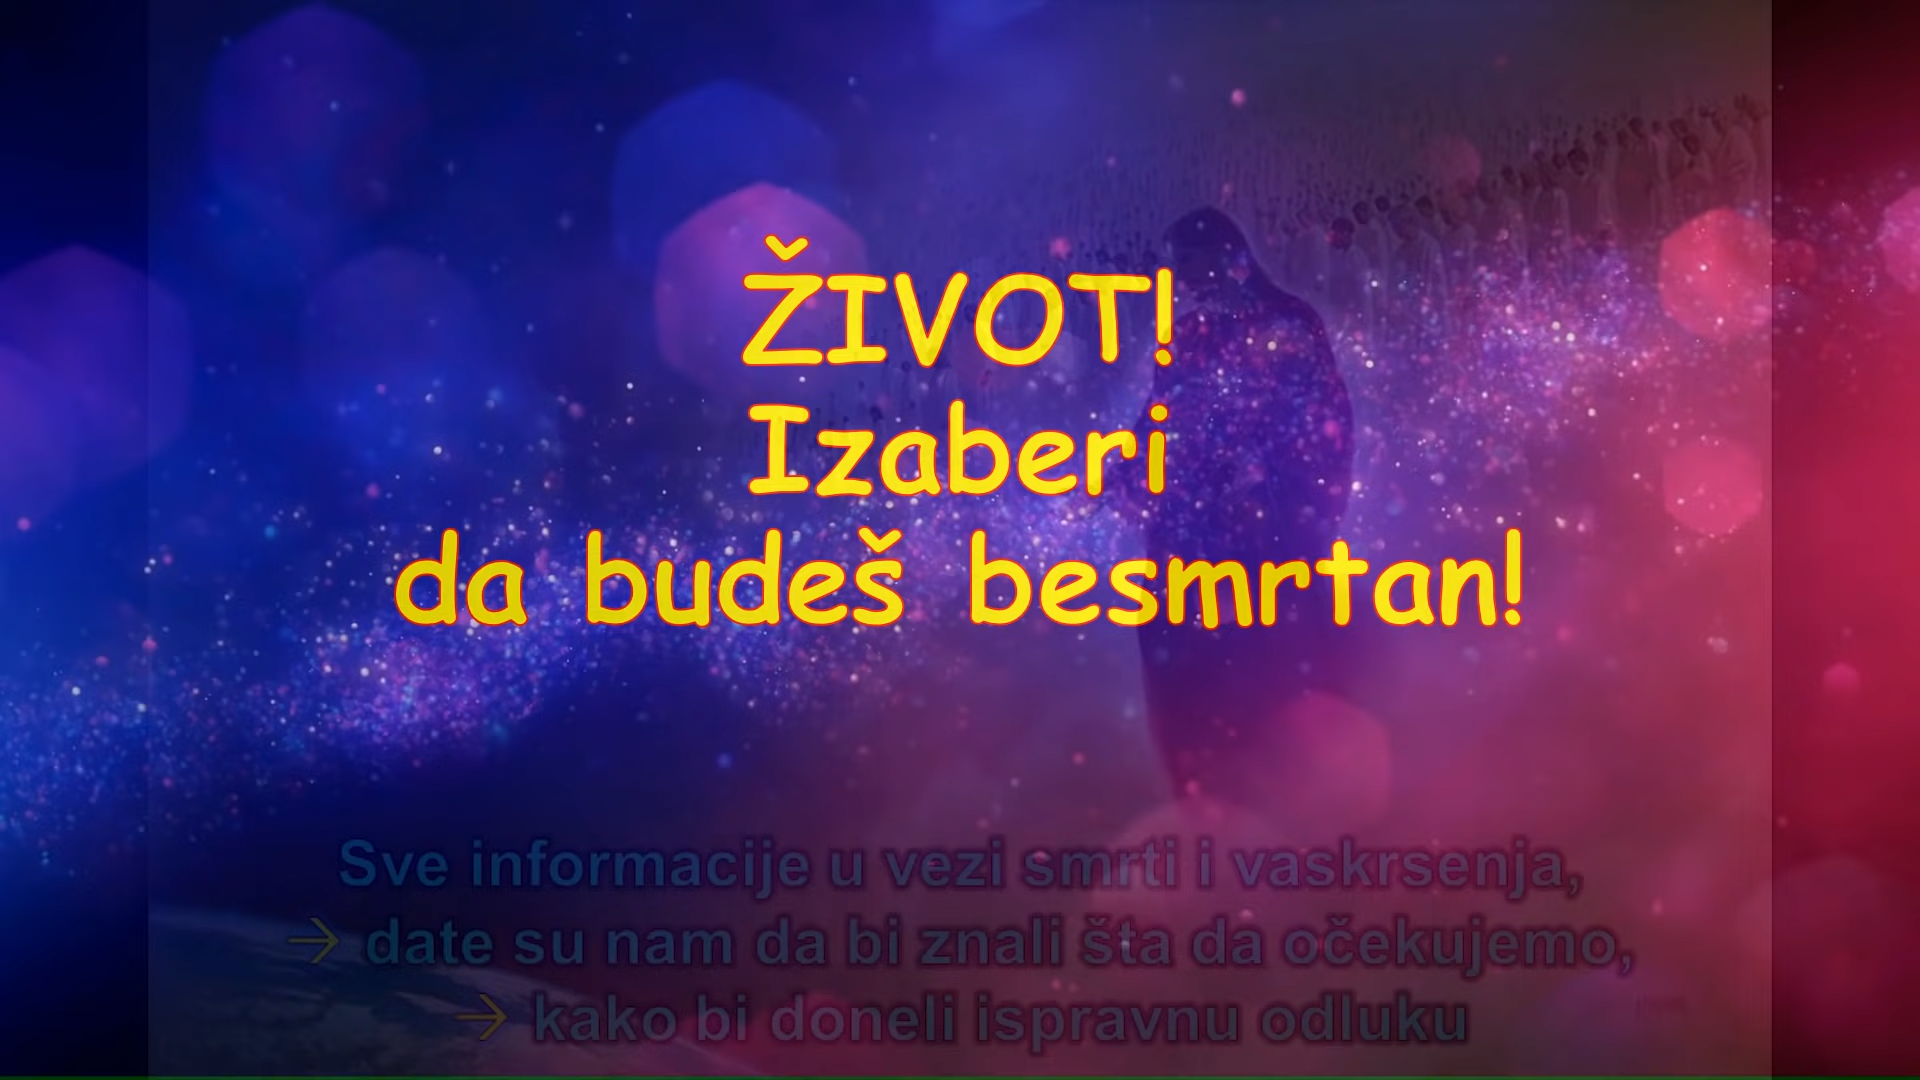 ŽIVOT!
Izaberi
da budeš besmrtan!
Sve informacije u vezi smrti i vaskrsenja,
→ date su nam da bi znali šta da očekujemo,
→ kako bi doneli ispravnu odluku